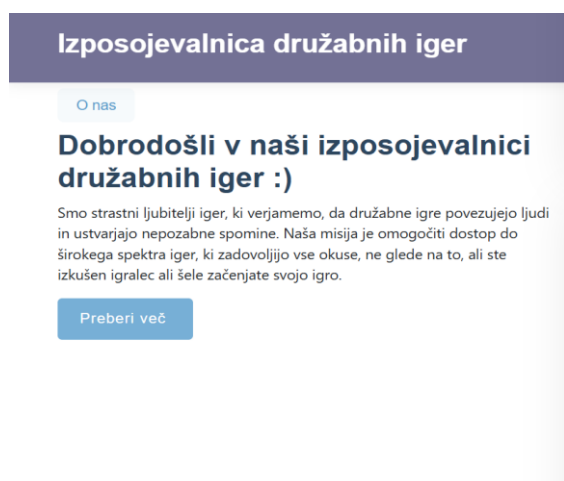 Izposojevalnica družabnih iger
O nas
Dobrodošli v naši izposojevalnici
družabnih iger :)
Smo strastni ljubitelji iger, ki verjamemo, da družabne igre povezujejo ljudi
in ustvarjajo nepozabne spomine. Naša misija je omogočiti dostop do
širokega spektra iger, ki zadovoljijo vse okuse, ne glede na to, ali ste
izkušen igralec ali šele začenjate svojo igro.
Preberi več